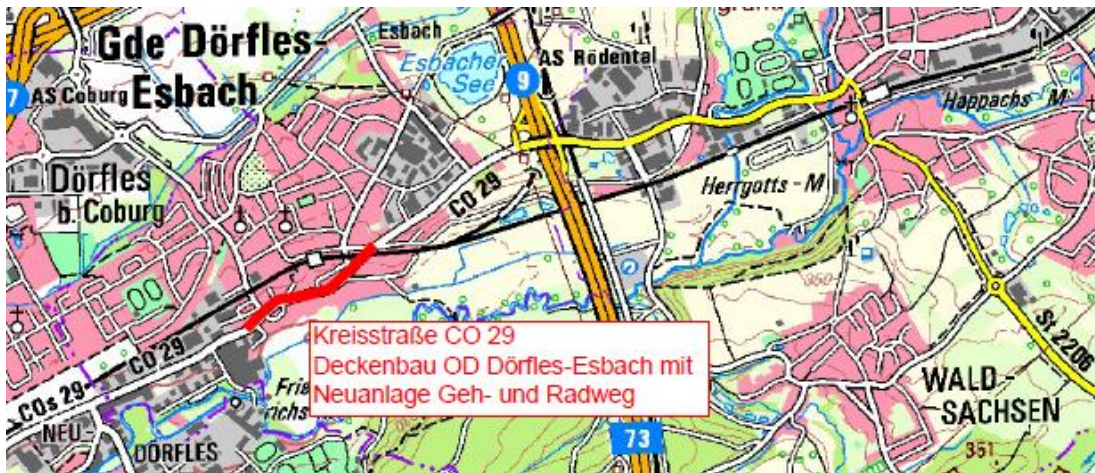 Gde Dörfles-
Esbach
Esbach
Esbacher
See
9
AS Rödental
7
AS Coburg
Happachs-M
Dörfles
b. Coburg
CO 29
Herrgotts-M
350
CO 29
COs 29
Kreisstraße CO 29
Deckenbau OD Dörfles-Esbach mit
Neuanlage Geh- und Radweg
St 2206
WALD-
SACHSEN
351
NEU-
DÖRFLES
73